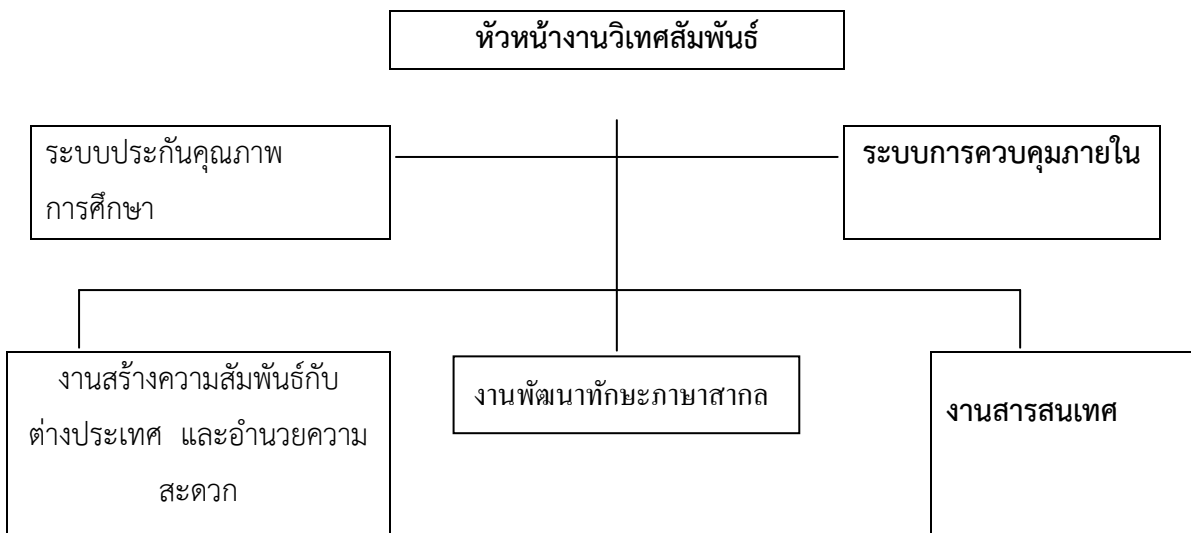 หัวหน้างานวิเทศสัมพันธ์
ระบบประกันคุณภาพ
การศึกษา
ระบบการควบคุมภายใน
งานสร้างความสัมพันธ์กับ
ต่างประเทศ และอำนวยความ
สะดวก
งานพัฒนาทักษะภาษาสากล
งานสารสนเทศ